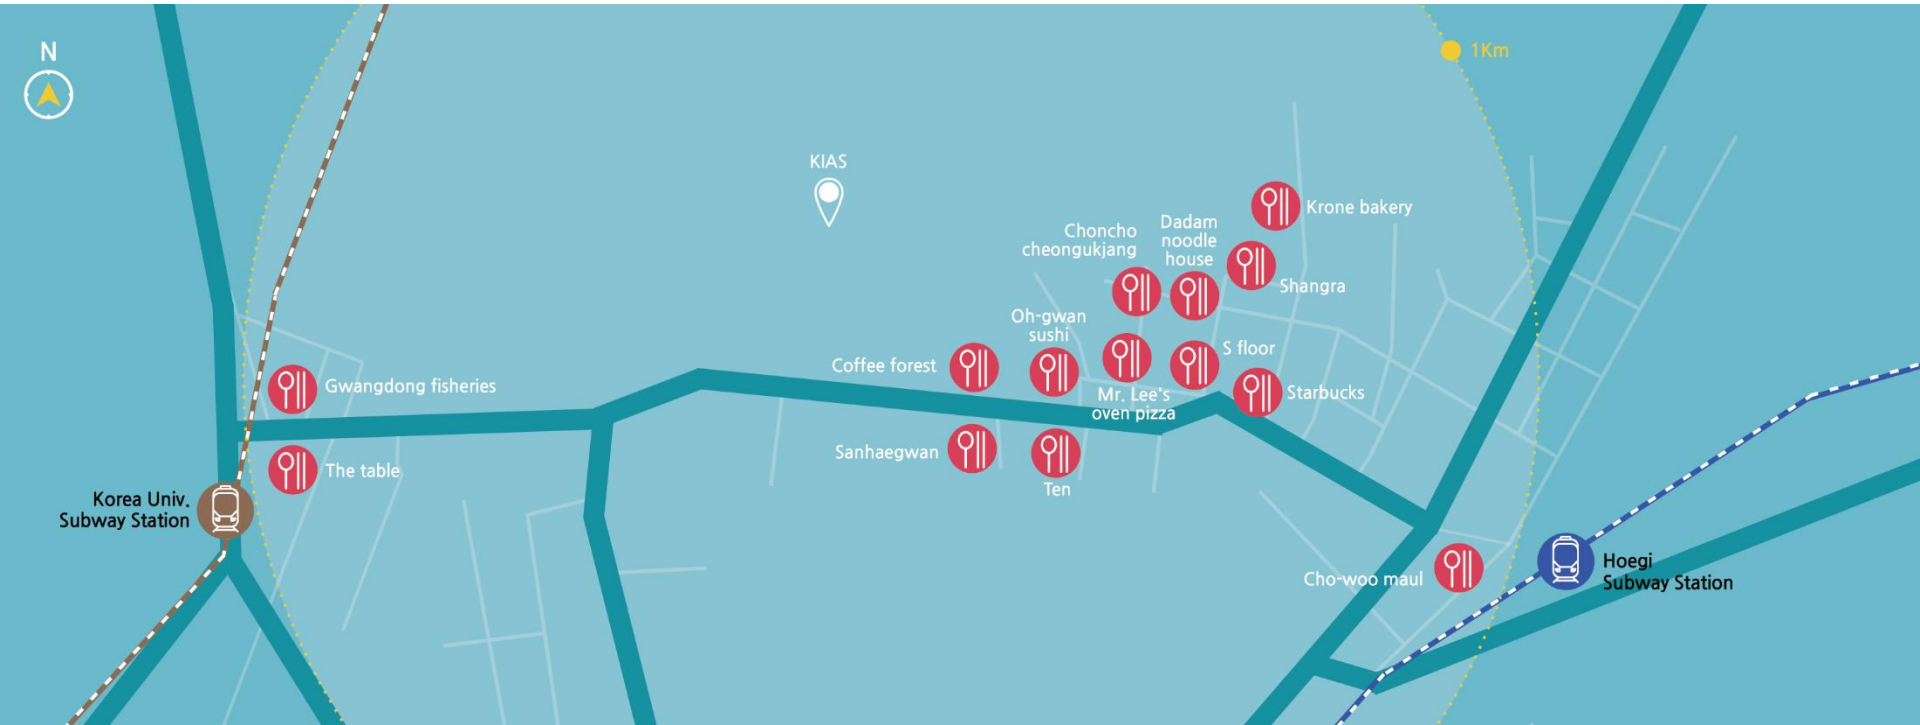 N
1Km
KIAS
Krone bakery
Dadam
noodle
house
Choncho
cheongukjang
Shangra
Oh-gwan
sushi
S floor
Coffee forest
Gwangdong fisheries
Mr. Lee's
oven pizza
Starbucks
Sanhaegwan
The table
Ten
Korea Univ.
Subway Station
Hoegi
Subway Station
Cho-woo maul